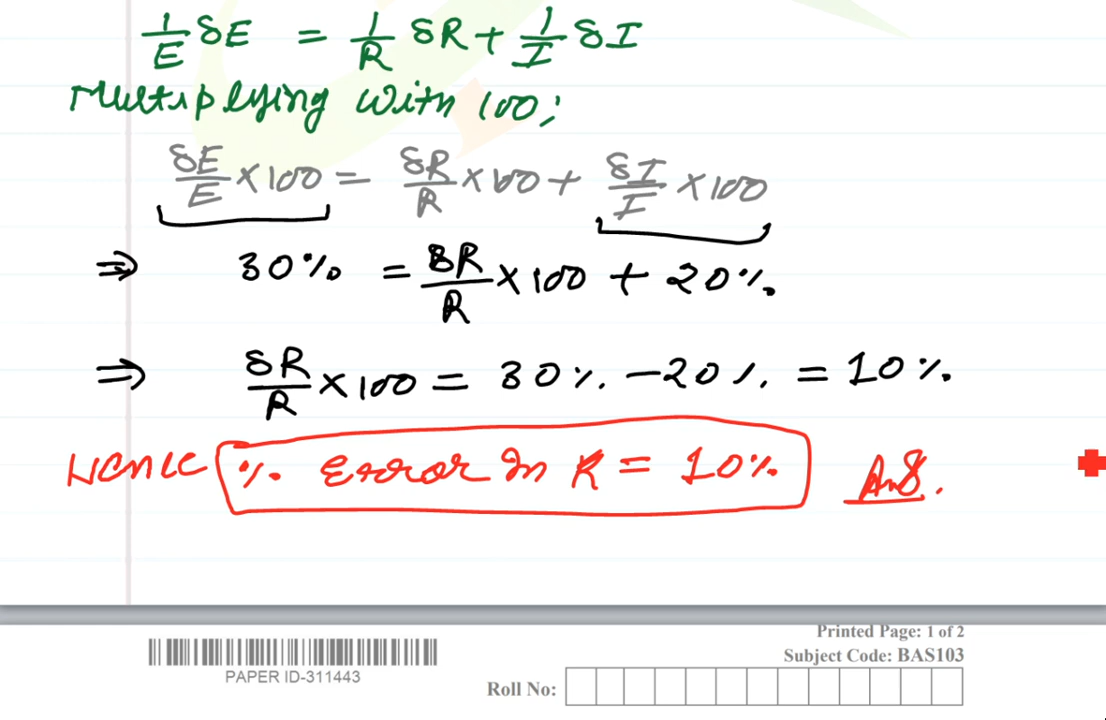 1/E δE = 1/R δR + 1/I δI
Multiplying with 100;
δE/E × 100 = δR/R × 100 + δI/I × 100
⇒ 30% = δR/R × 100 + 20%.
⇒ δR/R × 100 = 30%. - 20%. = 10%.
Hence %. Error In R = 10% Ans.
Printed Page: 1 of 2
Subject Code: BAS103
PAPER ID-311443
Roll No: